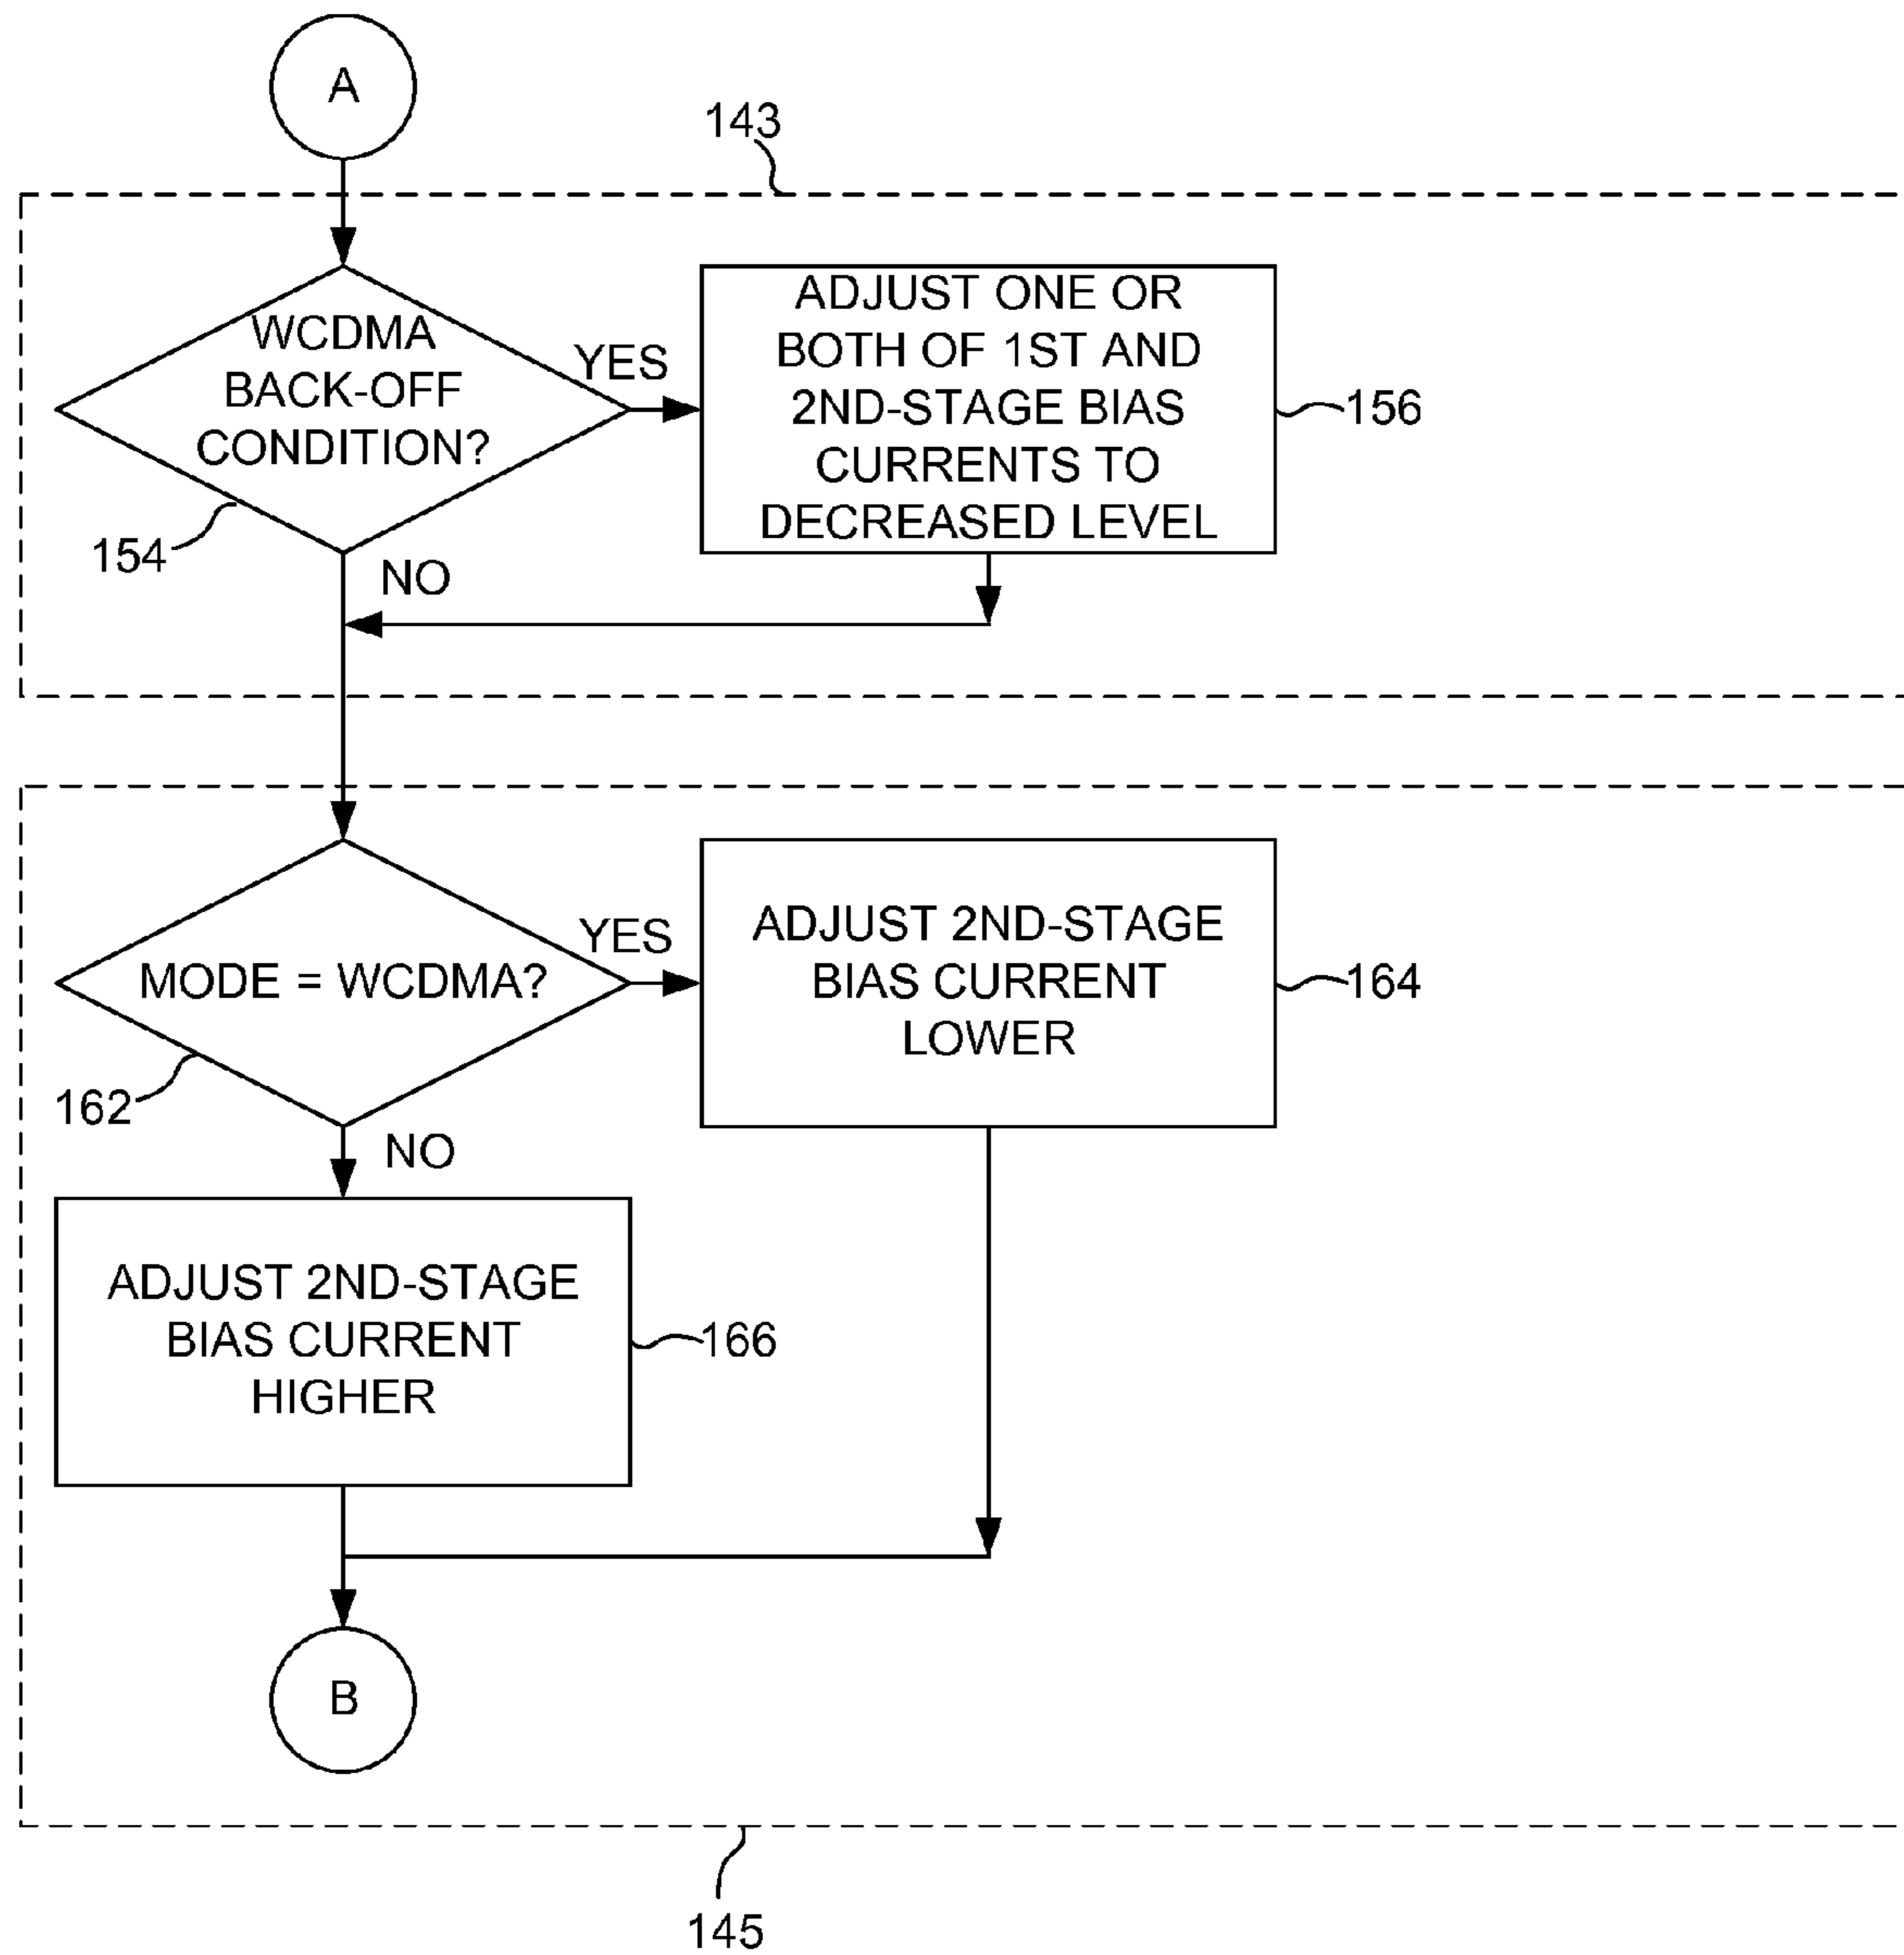 A
143
WCDMA
BACK-OFF
CONDITION?
YES
ADJUST ONE OR
BOTH OF 1ST AND
2ND-STAGE BIAS
CURRENTS TO
DECREASED LEVEL
156
154
NO
MODE = WCDMA?
YES
ADJUST 2ND-STAGE
BIAS CURRENT
LOWER
164
162
NO
ADJUST 2ND-STAGE
BIAS CURRENT
HIGHER
166
B
145